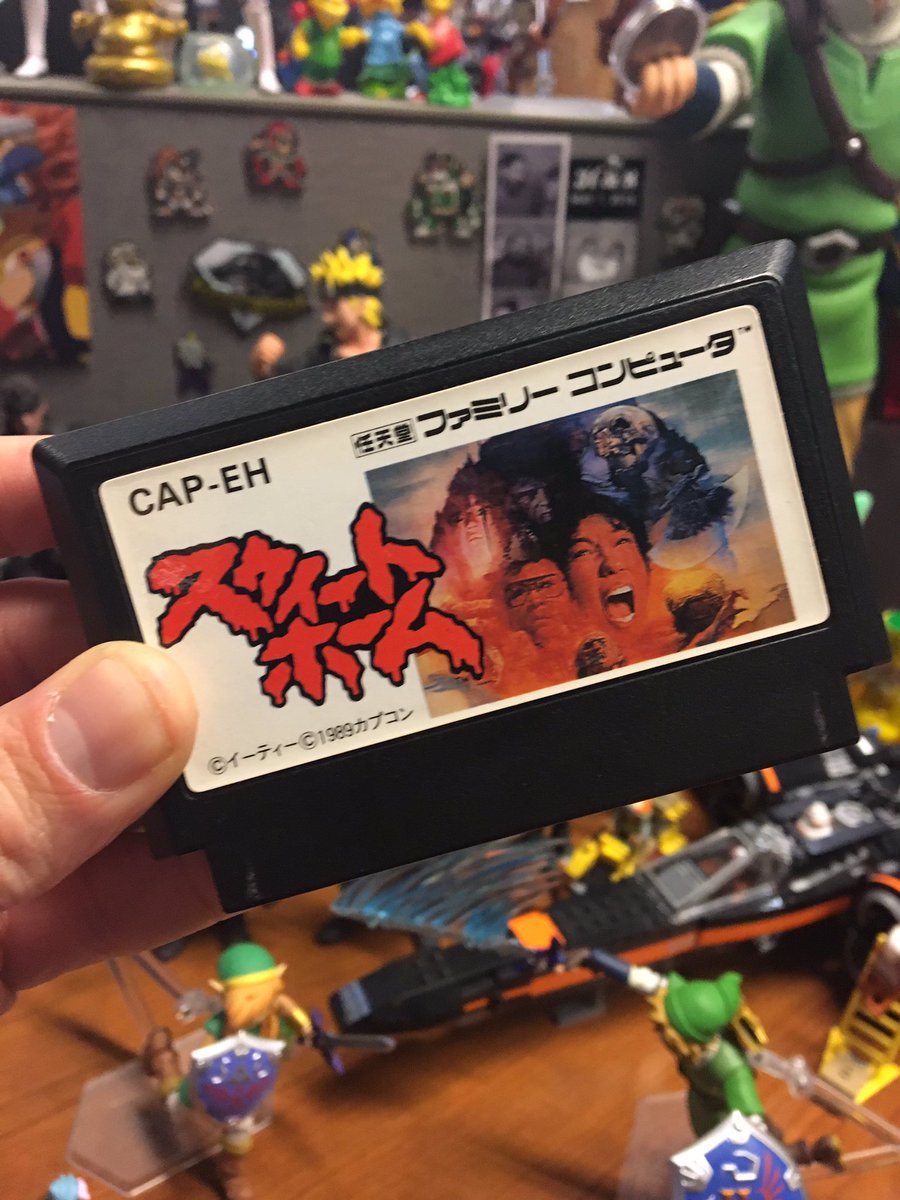 任天堂 ファミリー コンピュータ™
CAP-EH
スウィート
ホーム
©イーティー©1989カプコン